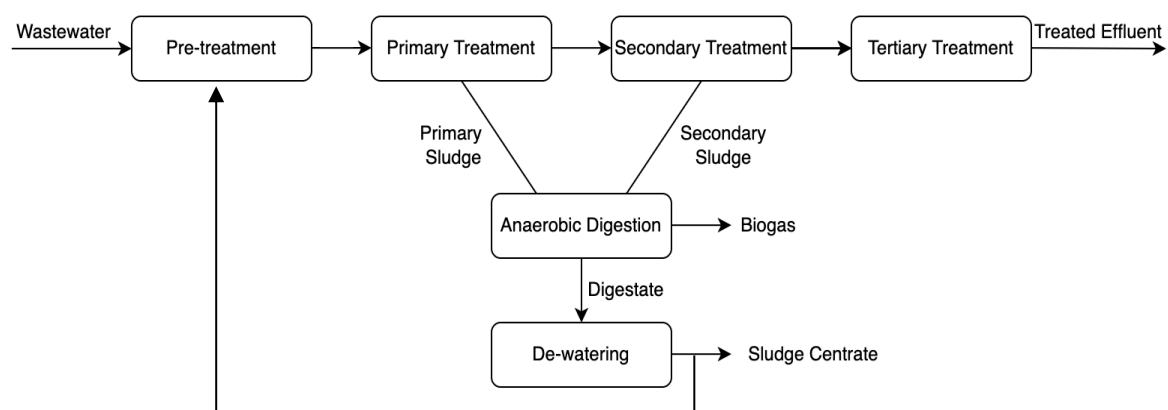 Wastewater
Pre-treatment
Primary Treatment
Secondary Treatment
Tertiary Treatment
Treated Effluent
Primary
Sludge
Secondary
Sludge
Anaerobic Digestion
Biogas
Digestate
De-watering
Sludge Centrate